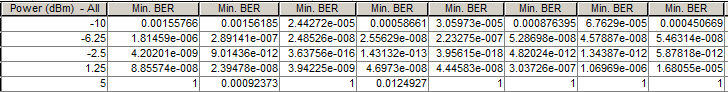 Power (dBm) - All Min. BER Min. BER Min. BER Min. BER Min. BER Min. BER Min. BER Min. BER
-10 0.00155766 0.00156185 2.44272e-005 0.00058661 3.05973e-005 0.000876395 6.7629e-005 0.000450669
-6.25 1.81459e-006 2.89141e-007 2.48526e-008 2.55629e-008 2.23275e-007 5.28698e-008 4.57887e-008 5.46314e-008
-2.5 4.20201e-009 9.01436e-012 3.63756e-016 1.43132e-013 3.95615e-018 4.82024e-012 1.34387e-012 5.87818e-012
1.25 8.85574e-008 2.39478e-008 3.94225e-009 4.6973e-008 4.44583e-008 3.03726e-007 1.06969e-006 1.68055e-005
5 1 0.00092373 1 0.0124927 1 1 1 1